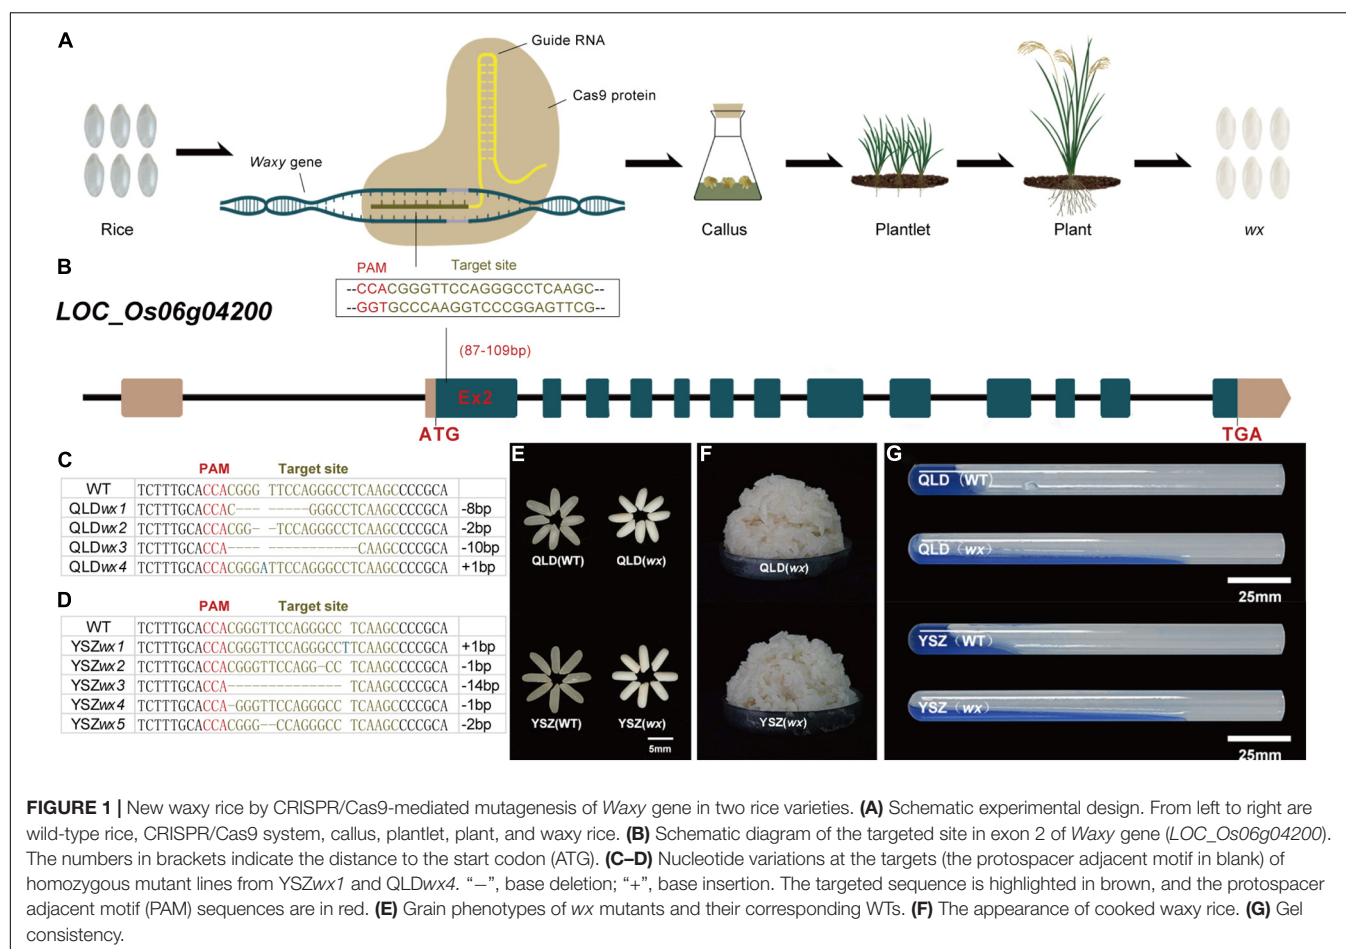 A
Guide RNA
Cas9 protein
Waxy gene
Rice
Callus
Plantlet
Plant
wx
B
PAM Target site
--CCACGGGTTCCAGGGCCTCAAGC--
--GGTGCCCAAGGTCCCGGAGTTCG--
LOC_Os06g04200
(87-109bp)
Ex2
ATG
TGA
C
PAM Target site
WT TCTTTGCACCACGGG TTCCAGGGCCTCAAGCCCCGCA
QLDwx1 TCTTTGCACCAC--- ------GGGCCTCAAGCCCCGCA -8bp
QLDwx2 TCTTTGCACCACGG- -TCCAGGGCCTCAAGCCCCGCA -2bp
QLDwx3 TCTTTGCACCA----------------CAAGCCCCGCA -10bp
QLDwx4 TCTTTGCACCACGGGATTCCAGGGCCTCAAGCCCCGCA +1bp
D
PAM Target site
WT TCTTTGCACCACGGGTTCCAGGGCC TCAAGCCCCGCA
YSZwx1 TCTTTGCACCACGGGTTCCAGGGCCTTCAAGCCCCGCA +1bp
YSZwx2 TCTTTGCACCACGGGTTCCAGG-CC TCAAGCCCCGCA -1bp
YSZwx3 TCTTTGCACCA-------------- TCAAGCCCCGCA -14bp
YSZwx4 TCTTTGCACCA-GGGTTCCAGGGCC TCAAGCCCCGCA -1bp
YSZwx5 TCTTTGCACCACGGG--CCAGGGCC TCAAGCCCCGCA -2bp
E
QLD(WT) QLD(wx)
YSZ(WT) YSZ(wx)
5mm
F
QLD(wx)
YSZ(wx)
G
QLD (WT)
QLD (wx)
25mm
YSZ (WT)
YSZ (wx)
25mm
FIGURE 1 | New waxy rice by CRISPR/Cas9-mediated mutagenesis of Waxy gene in two rice varieties. (A) Schematic experimental design. From left to right are
wild-type rice, CRISPR/Cas9 system, callus, plantlet, plant, and waxy rice. (B) Schematic diagram of the targeted site in exon 2 of Waxy gene (LOC_Os06g04200).
The numbers in brackets indicate the distance to the start codon (ATG). (C–D) Nucleotide variations at the targets (the protospacer adjacent motif in blank) of
homozygous mutant lines from YSZwx1 and QLDwx4. “−”, base deletion; “+”, base insertion. The targeted sequence is highlighted in brown, and the protospacer
adjacent motif (PAM) sequences are in red. (E) Grain phenotypes of wx mutants and their corresponding WTs. (F) The appearance of cooked waxy rice. (G) Gel
consistency.